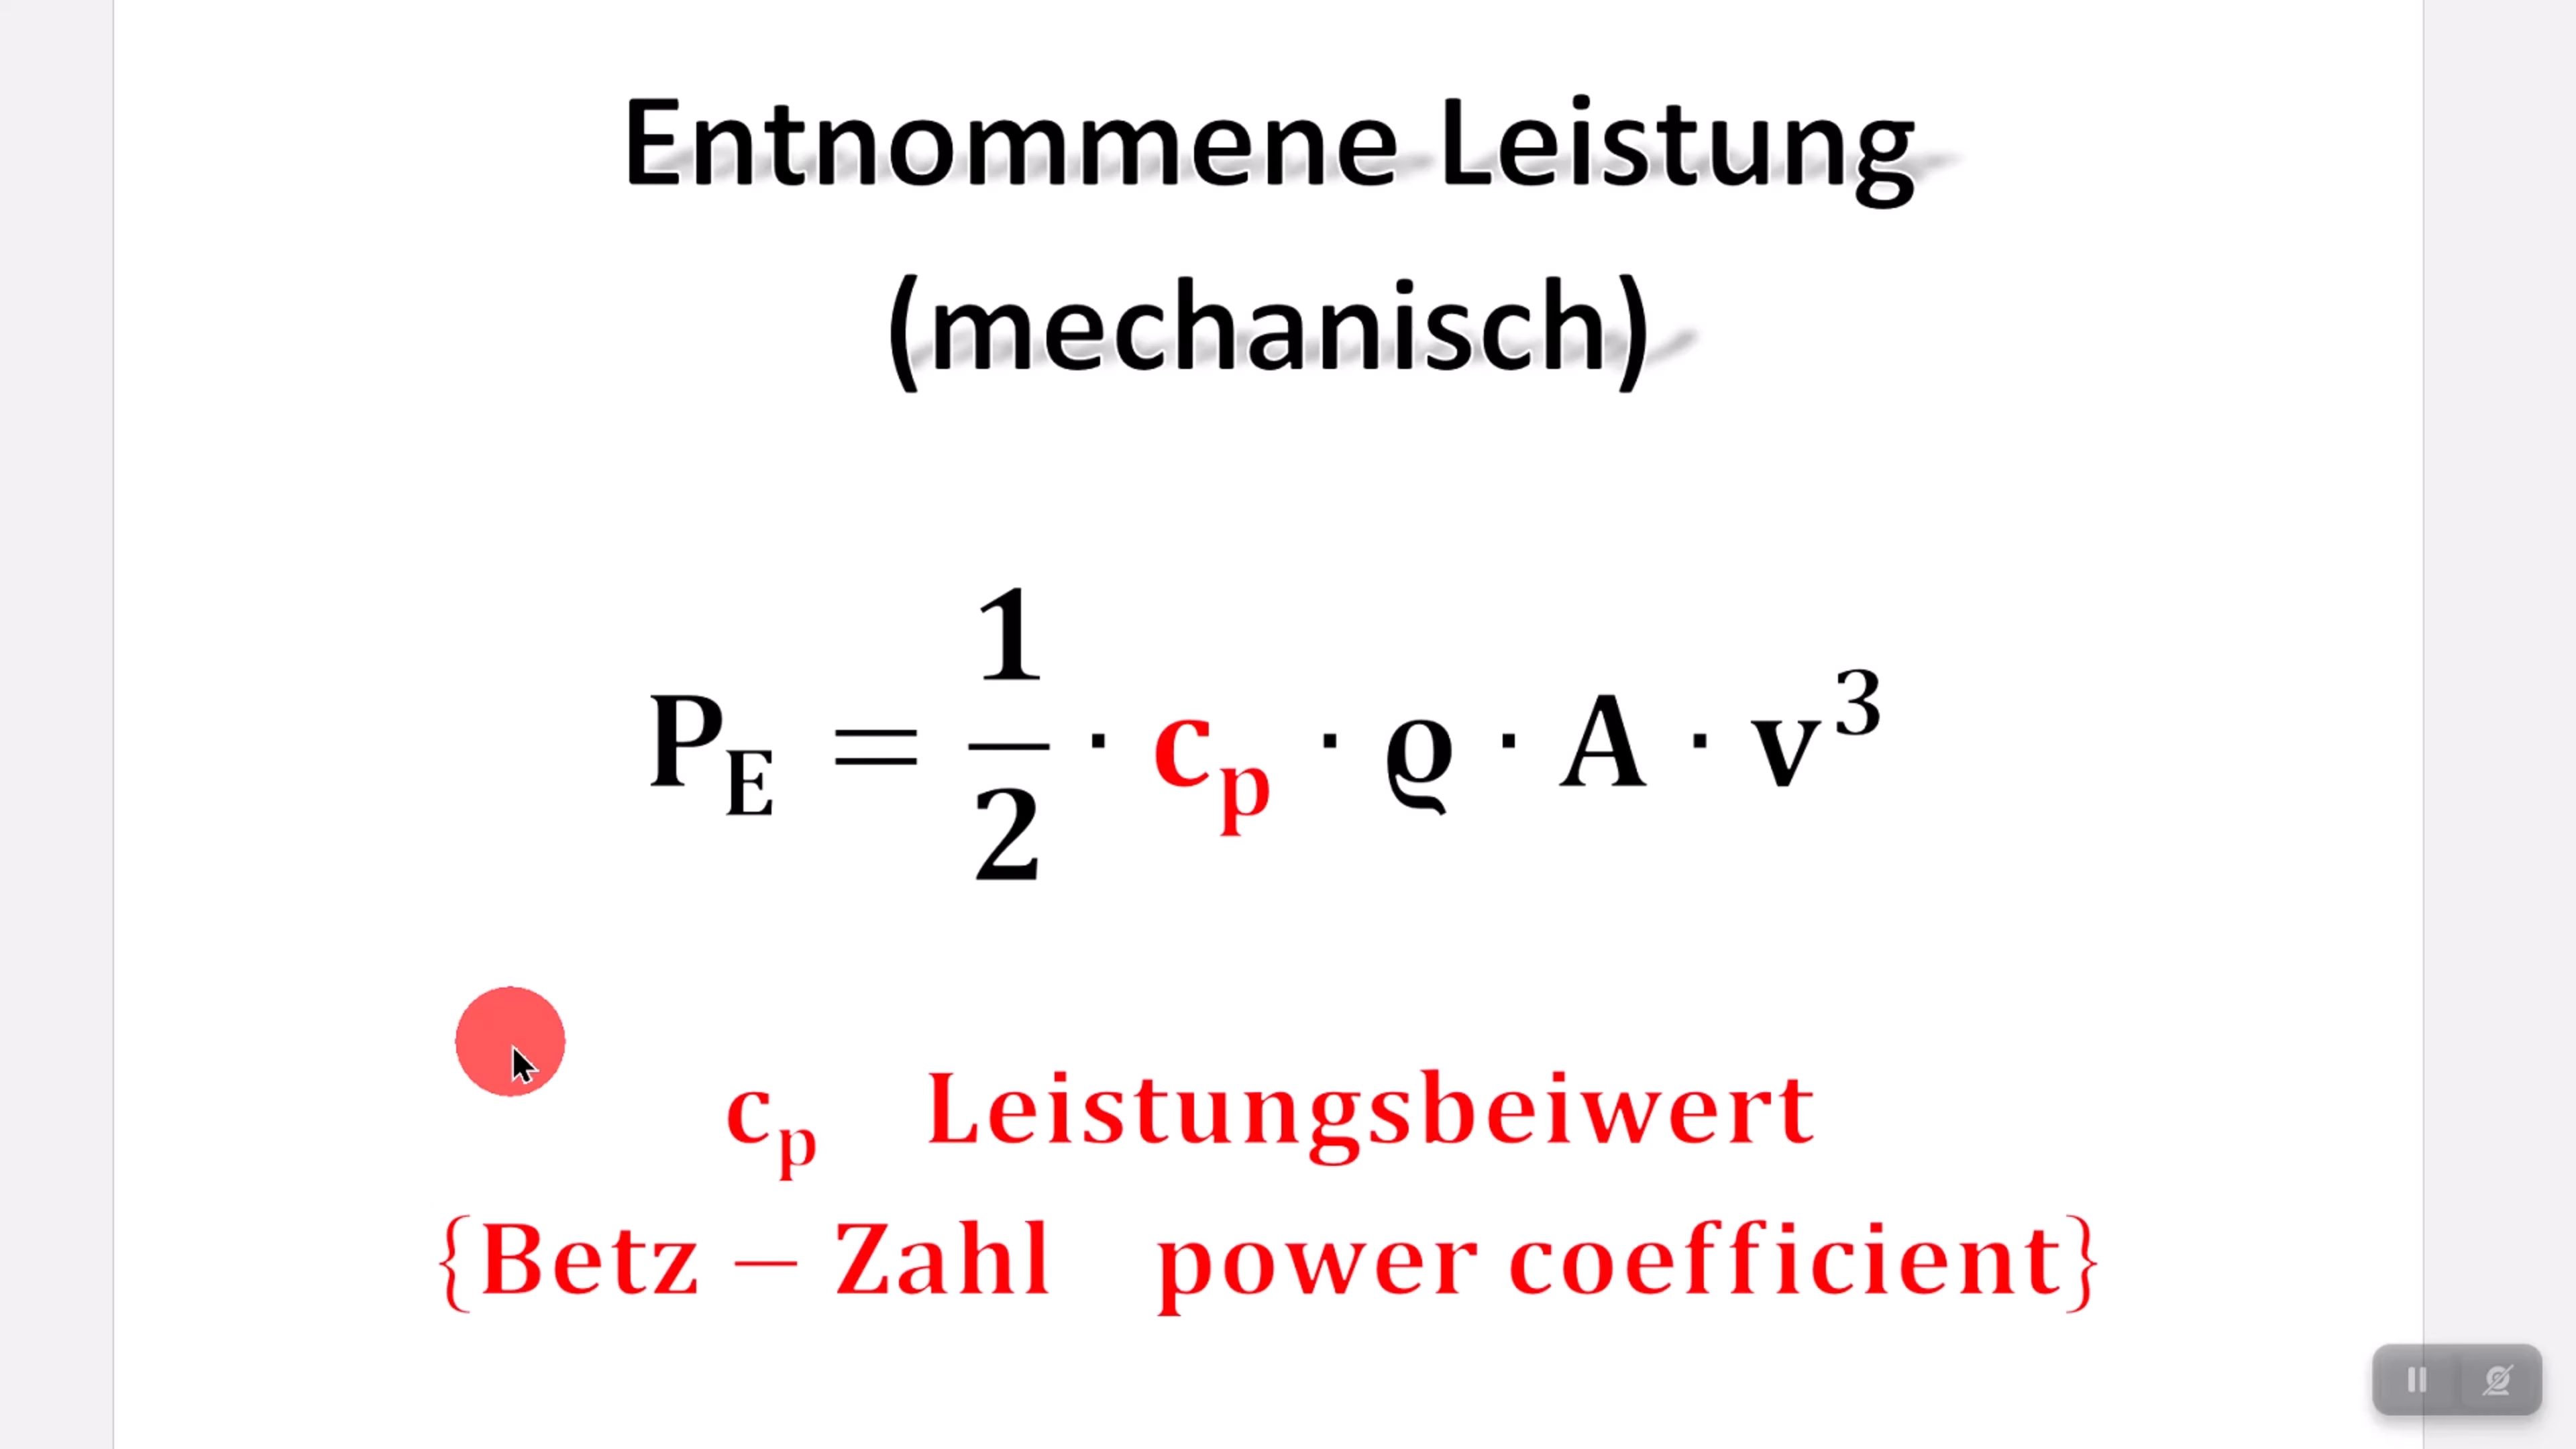 Entnommene Leistung
(mechanisch)
P_E = 1/2 · c_p · ϱ · A · v³
c_p Leistungsbeiwert
{Betz − Zahl power coefficient}